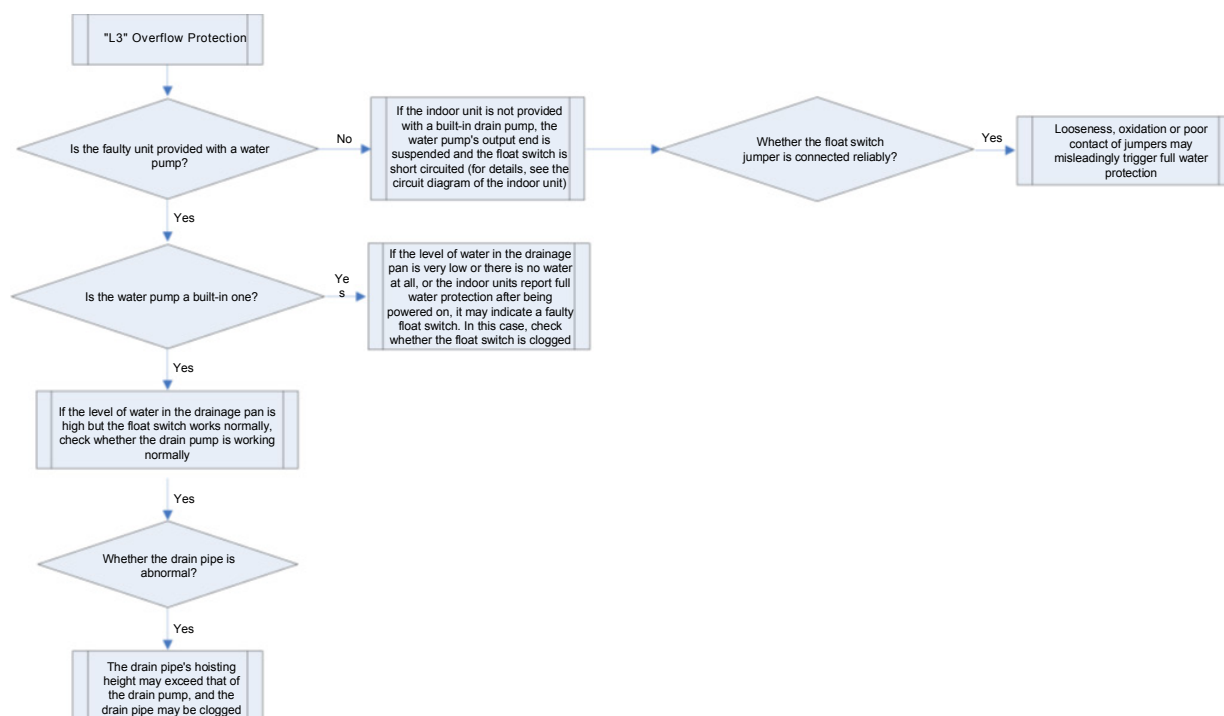 "L3" Overflow Protection
Is the faulty unit provided with a water
pump?
No
If the indoor unit is not provided
with a built-in drain pump, the
water pump's output end is
suspended and the float switch is
short circuited (for details, see the
circuit diagram of the indoor unit)
Whether the float switch
jumper is connected reliably?
Yes
Looseness, oxidation or poor
contact of jumpers may
misleadingly trigger full water
protection
Yes
Is the water pump a built-in one?
Ye
s
If the level of water in the drainage
pan is very low or there is no water
at all, or the indoor units report full
water protection after being
powered on, it may indicate a faulty
float switch. In this case, check
whether the float switch is clogged
Yes
If the level of water in the drainage pan is
high but the float switch works normally,
check whether the drain pump is working
normally
Yes
Whether the drain pipe is
abnormal?
Yes
The drain pipe's hoisting
height may exceed that of
the drain pump, and the
drain pipe may be clogged